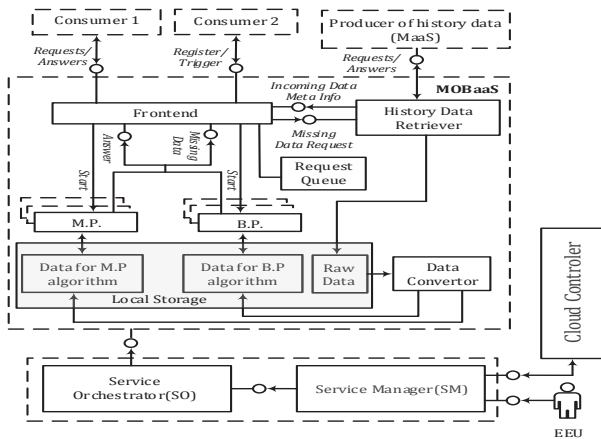 Consumer 1
Consumer 2
Producer of history data
(MaaS)
Requests/
Answers
Register/
Trigger
Requests/
Answers
MOBaaS
Incoming Data
Meta Info
Frontend
History Data
Retriever
Missing
Data Request
Answer
Missing
Data
Start
Start
Request
Queue
M.P.
B.P.
Data for M.P
algorithm
Data for B.P
algorithm
Raw
Data
Data
Convertor
Local Storage
Cloud Controler
Service
Orchestrator(SO)
Service Manager(SM)
EEU